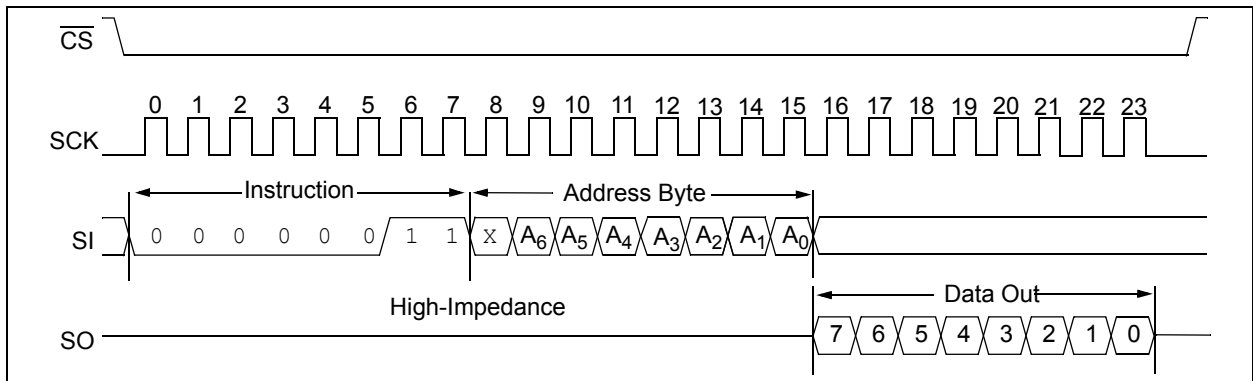 CS
0 1 2 3 4 5 6 7 8 9 10 11 12 13 14 15 16 17 18 19 20 21 22 23
SCK
Instruction Address Byte
SI 0 0 0 0 0 0 1 1 X A6 A5 A4 A3 A2 A1 A0
Data Out
High-Impedance
SO 7 6 5 4 3 2 1 0